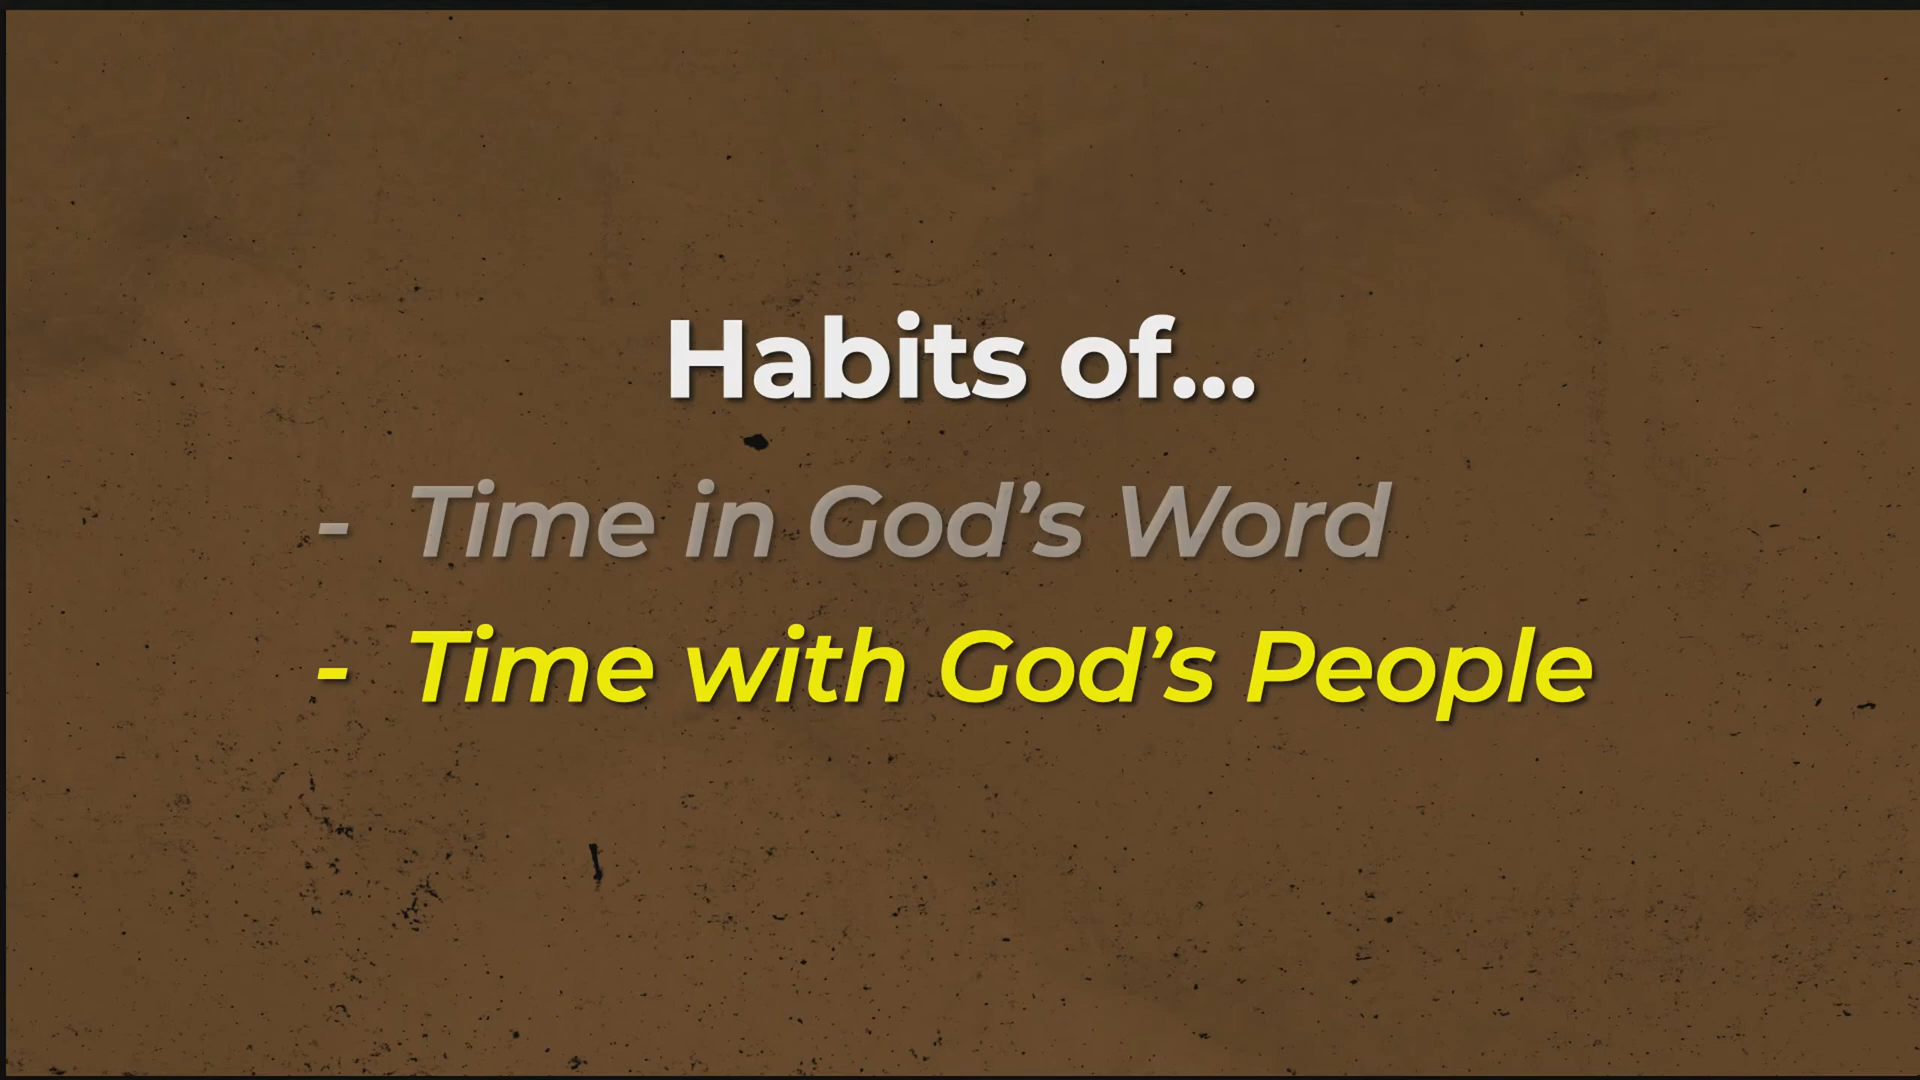 Habits of...
- Time in God’s Word
- Time with God’s People